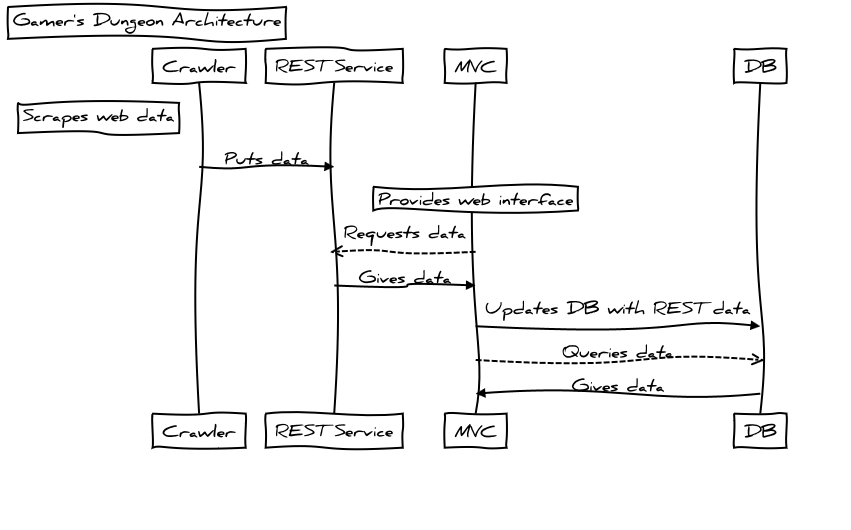 Gamer's Dungeon Architecture
Crawler
REST Service
MVC
DB
Scrapes web data
Puts data
Provides web interface
Requests data
Gives data
Updates DB with REST data
Queries data
Gives data
Crawler
REST Service
MVC
DB